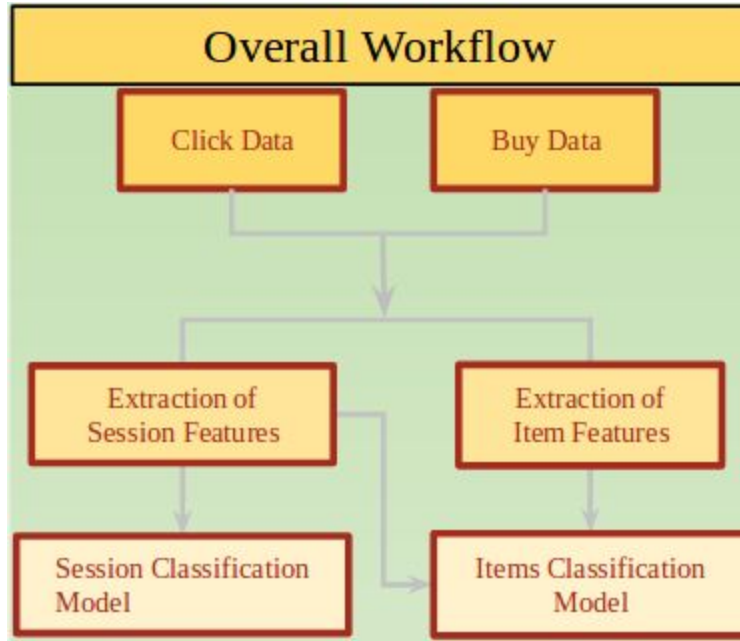 Overall Workflow
Click Data
Buy Data
Extraction of
Session Features
Extraction of
Item Features
Session Classification
Model
Items Classification
Model